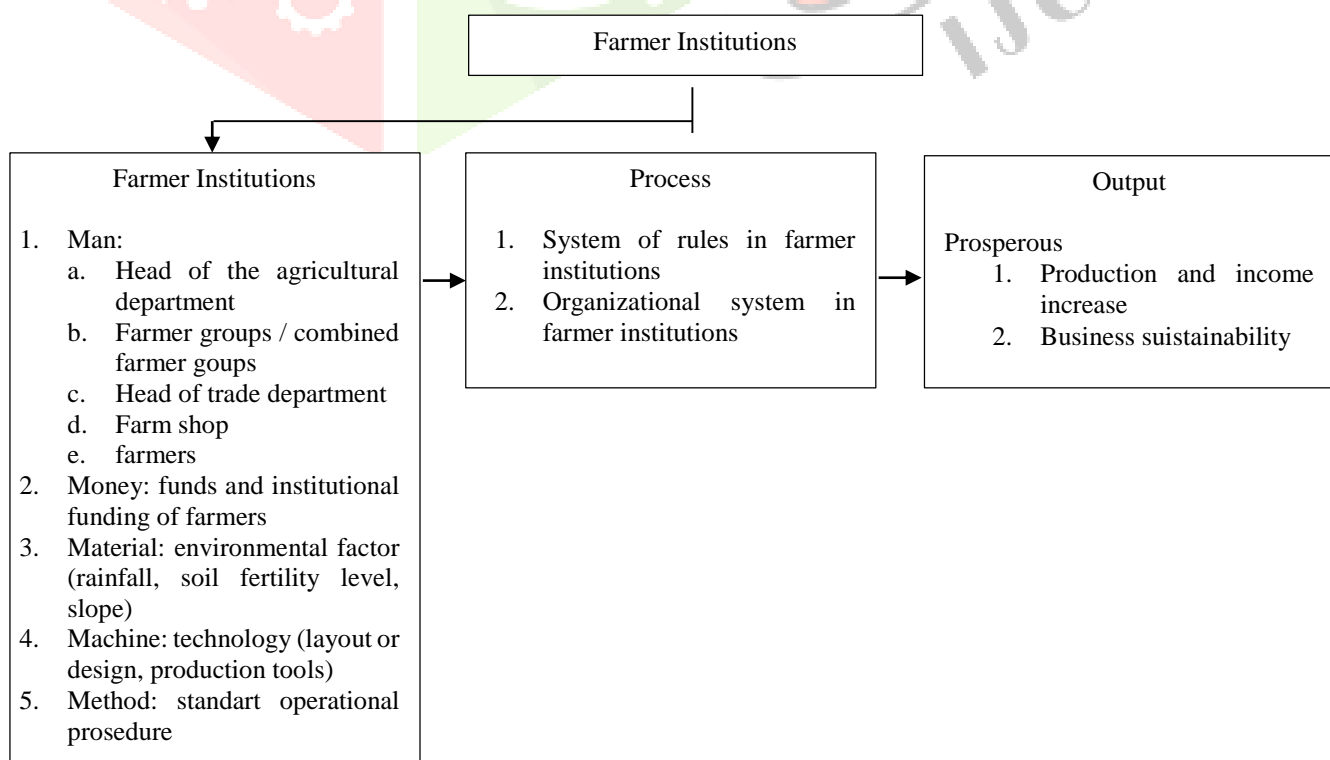 Farmer Institutions
Farmer Institutions
1. Man:
a. Head of the agricultural
department
b. Farmer groups / combined
farmer goups
c. Head of trade department
d. Farm shop
e. farmers
2. Money: funds and institutional
funding of farmers
3. Material: environmental factor
(rainfall, soil fertility level,
slope)
4. Machine: technology (layout or
design, production tools)
5. Method: standart operational
prosedure
Process
1. System of rules in farmer
institutions
2. Organizational system in
farmer institutions
Output
Prosperous
1. Production and income
increase
2. Business suistainability